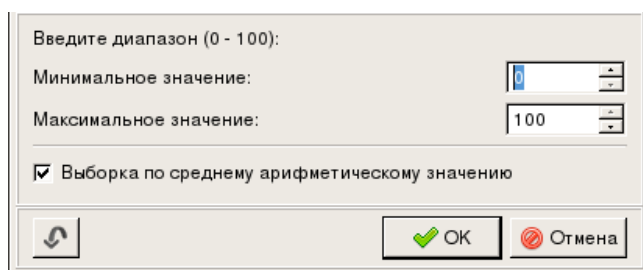 Введите диапазон (0 - 100):
Минимальное значение: 0
Максимальное значение: 100
Выборка по среднему арифметическому значению
OK Отмена